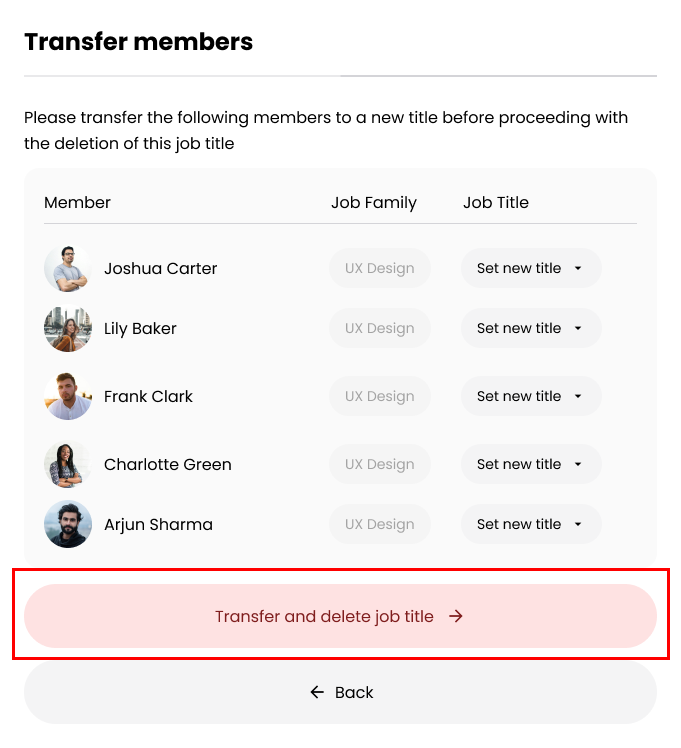 Transfer members
Please transfer the following members to a new title before proceeding with
the deletion of this job title
Member Job Family Job Title
Joshua Carter UX Design Set new title
Lily Baker UX Design Set new title
Frank Clark UX Design Set new title
Charlotte Green UX Design Set new title
Arjun Sharma UX Design Set new title
Transfer and delete job title →
← Back